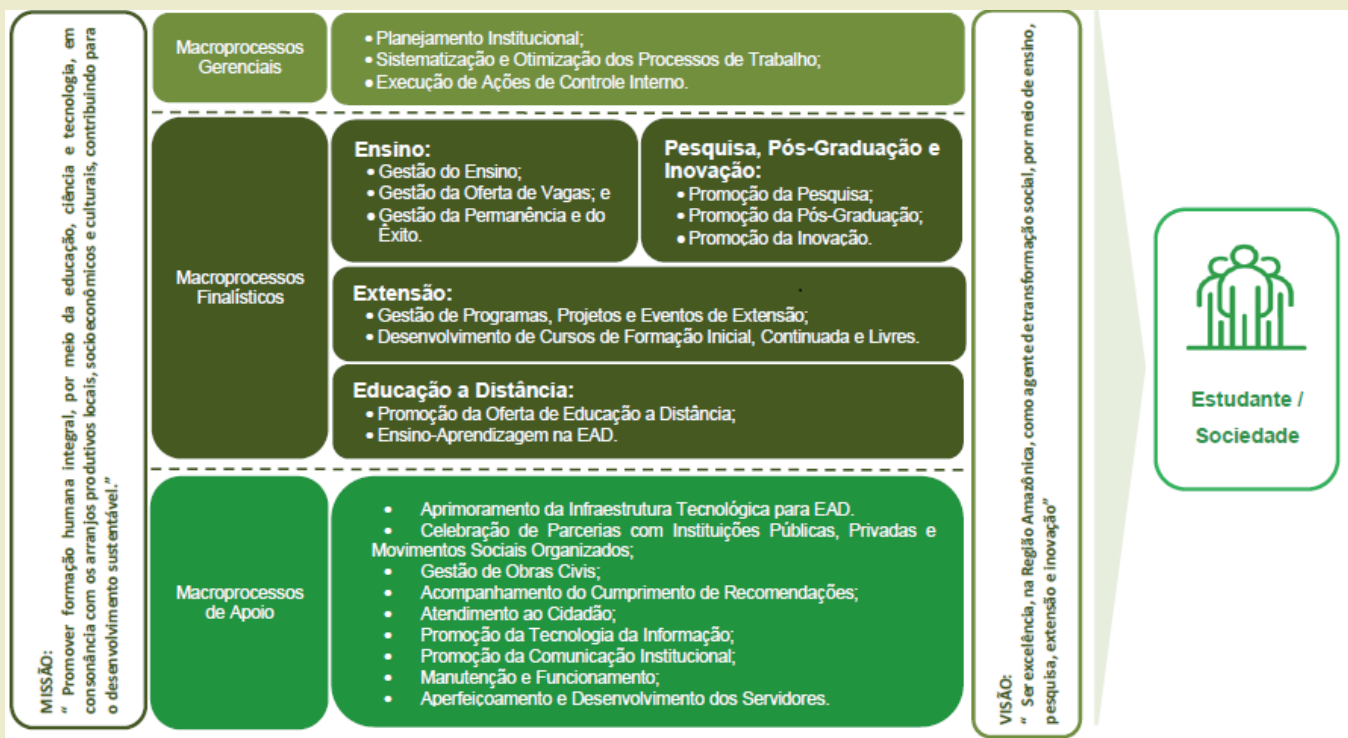 MISSÃO:
“ Promover formação humana integral, por meio da educação, ciência e tecnologia, em
consonância com os arranjos produtivos locais, socioeconômicos e culturais, contribuindo para
o desenvolvimento sustentável.”
Macroprocessos
Gerenciais
• Planejamento Institucional;
• Sistematização e Otimização dos Processos de Trabalho;
• Execução de Ações de Controle Interno.
Macroprocessos
Finalísticos
Ensino:
• Gestão do Ensino;
• Gestão da Oferta de Vagas; e
• Gestão da Permanência e do
Êxito.
Pesquisa, Pós-Graduação e
Inovação:
• Promoção da Pesquisa;
• Promoção da Pós-Graduação;
• Promoção da Inovação.
Extensão:
• Gestão de Programas, Projetos e Eventos de Extensão;
• Desenvolvimento de Cursos de Formação Inicial, Continuada e Livres.
Educação a Distância:
• Promoção da Oferta de Educação a Distância;
• Ensino-Aprendizagem na EAD.
Macroprocessos
de Apoio
• Aprimoramento da Infraestrutura Tecnológica para EAD.
• Celebração de Parcerias com Instituições Públicas, Privadas e
Movimentos Sociais Organizados;
• Gestão de Obras Civis;
• Acompanhamento do Cumprimento de Recomendações;
• Atendimento ao Cidadão;
• Promoção da Tecnologia da Informação;
• Promoção da Comunicação Institucional;
• Manutenção e Funcionamento;
• Aperfeiçoamento e Desenvolvimento dos Servidores.
VISÃO:
“ Ser excelência, na Região Amazônica, como agente de transformação social, por meio de ensino,
pesquisa, extensão e inovação”
Estudante /
Sociedade